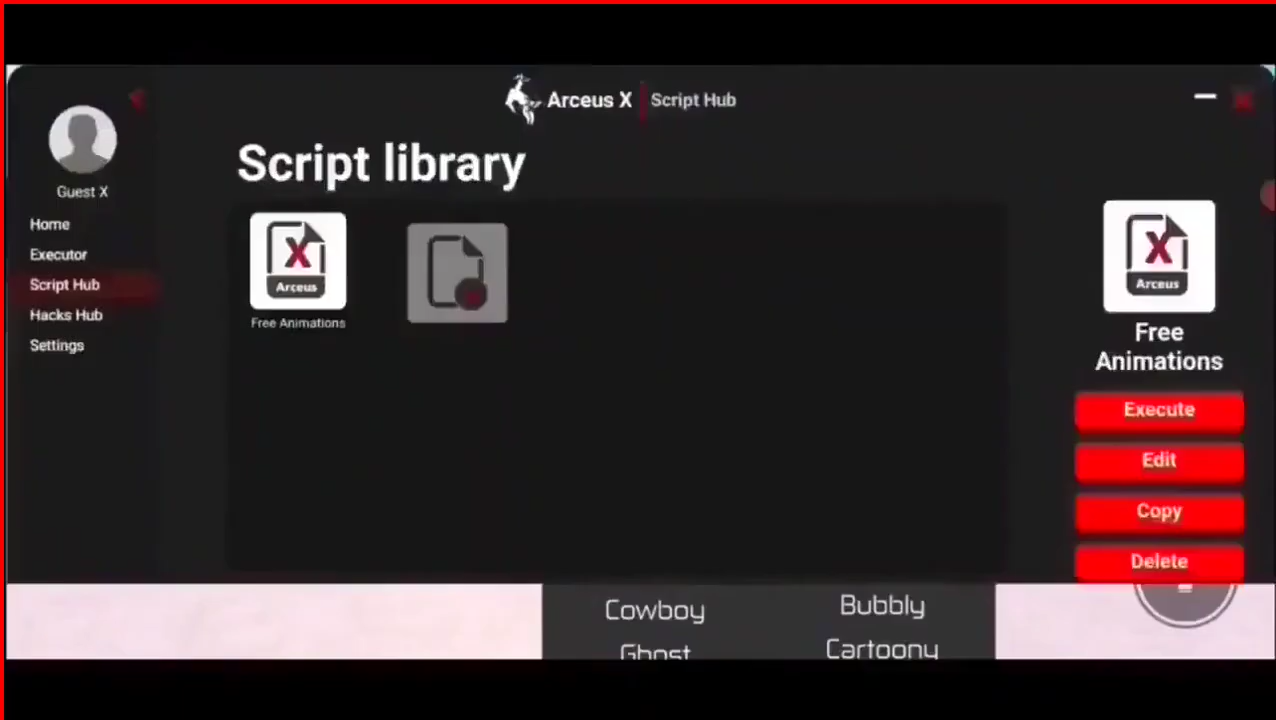 Arceus X Script Hub
Script library
Guest X
Home
Executor
Script Hub
Hacks Hub
Settings
X
Arceus
Free Animations
X
Arceus
Free
Animations
Execute
Edit
Copy
Delete
Cowboy Bubbly
Ghost Cartoony